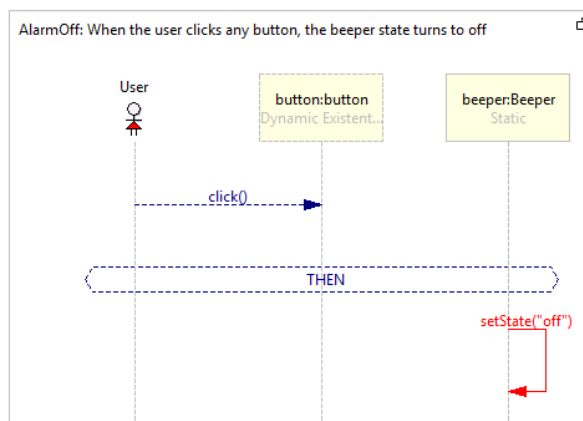 AlarmOff: When the user clicks any button, the beeper state turns to off
User
button:button
Dynamic Existent...
beeper:Beeper
Static
click()
THEN
setState("off")